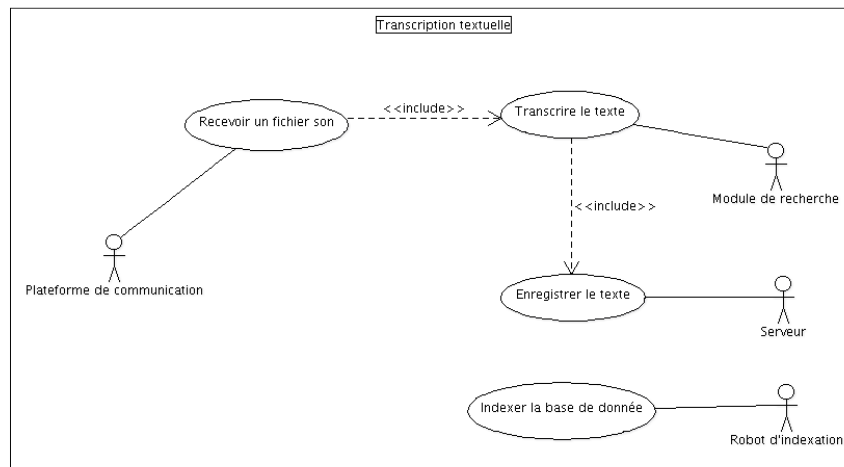 Transcription textuelle
<<include>>
Recevoir un fichier son
Transcrire le texte
Module de recherche
<<include>>
Plateforme de communication
Enregistrer le texte
Serveur
Indexer la base de donnée
Robot d'indexation